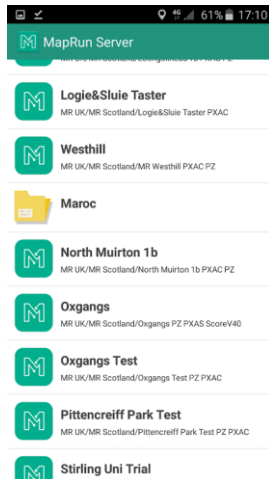 4G 61% 17:10
MapRun Server
Logie&Sluie Taster
MR UK/MR Scotland/Logie&Sluie Taster PXAC
Westhill
MR UK/MR Scotland/MR Westhill PXAC PZ
Maroc
North Muirton 1b
MR UK/MR Scotland/North Muirton 1b PXAC PZ
Oxgangs
MR UK/MR Scotland/Oxgangs PZ PXAS ScoreV40
Oxgangs Test
MR UK/MR Scotland/Oxgangs Test PZ PXAC
Pittencreiff Park Test
MR UK/MR Scotland/Pittencreiff Park Test PZ PXAC
Stirling Uni Trial